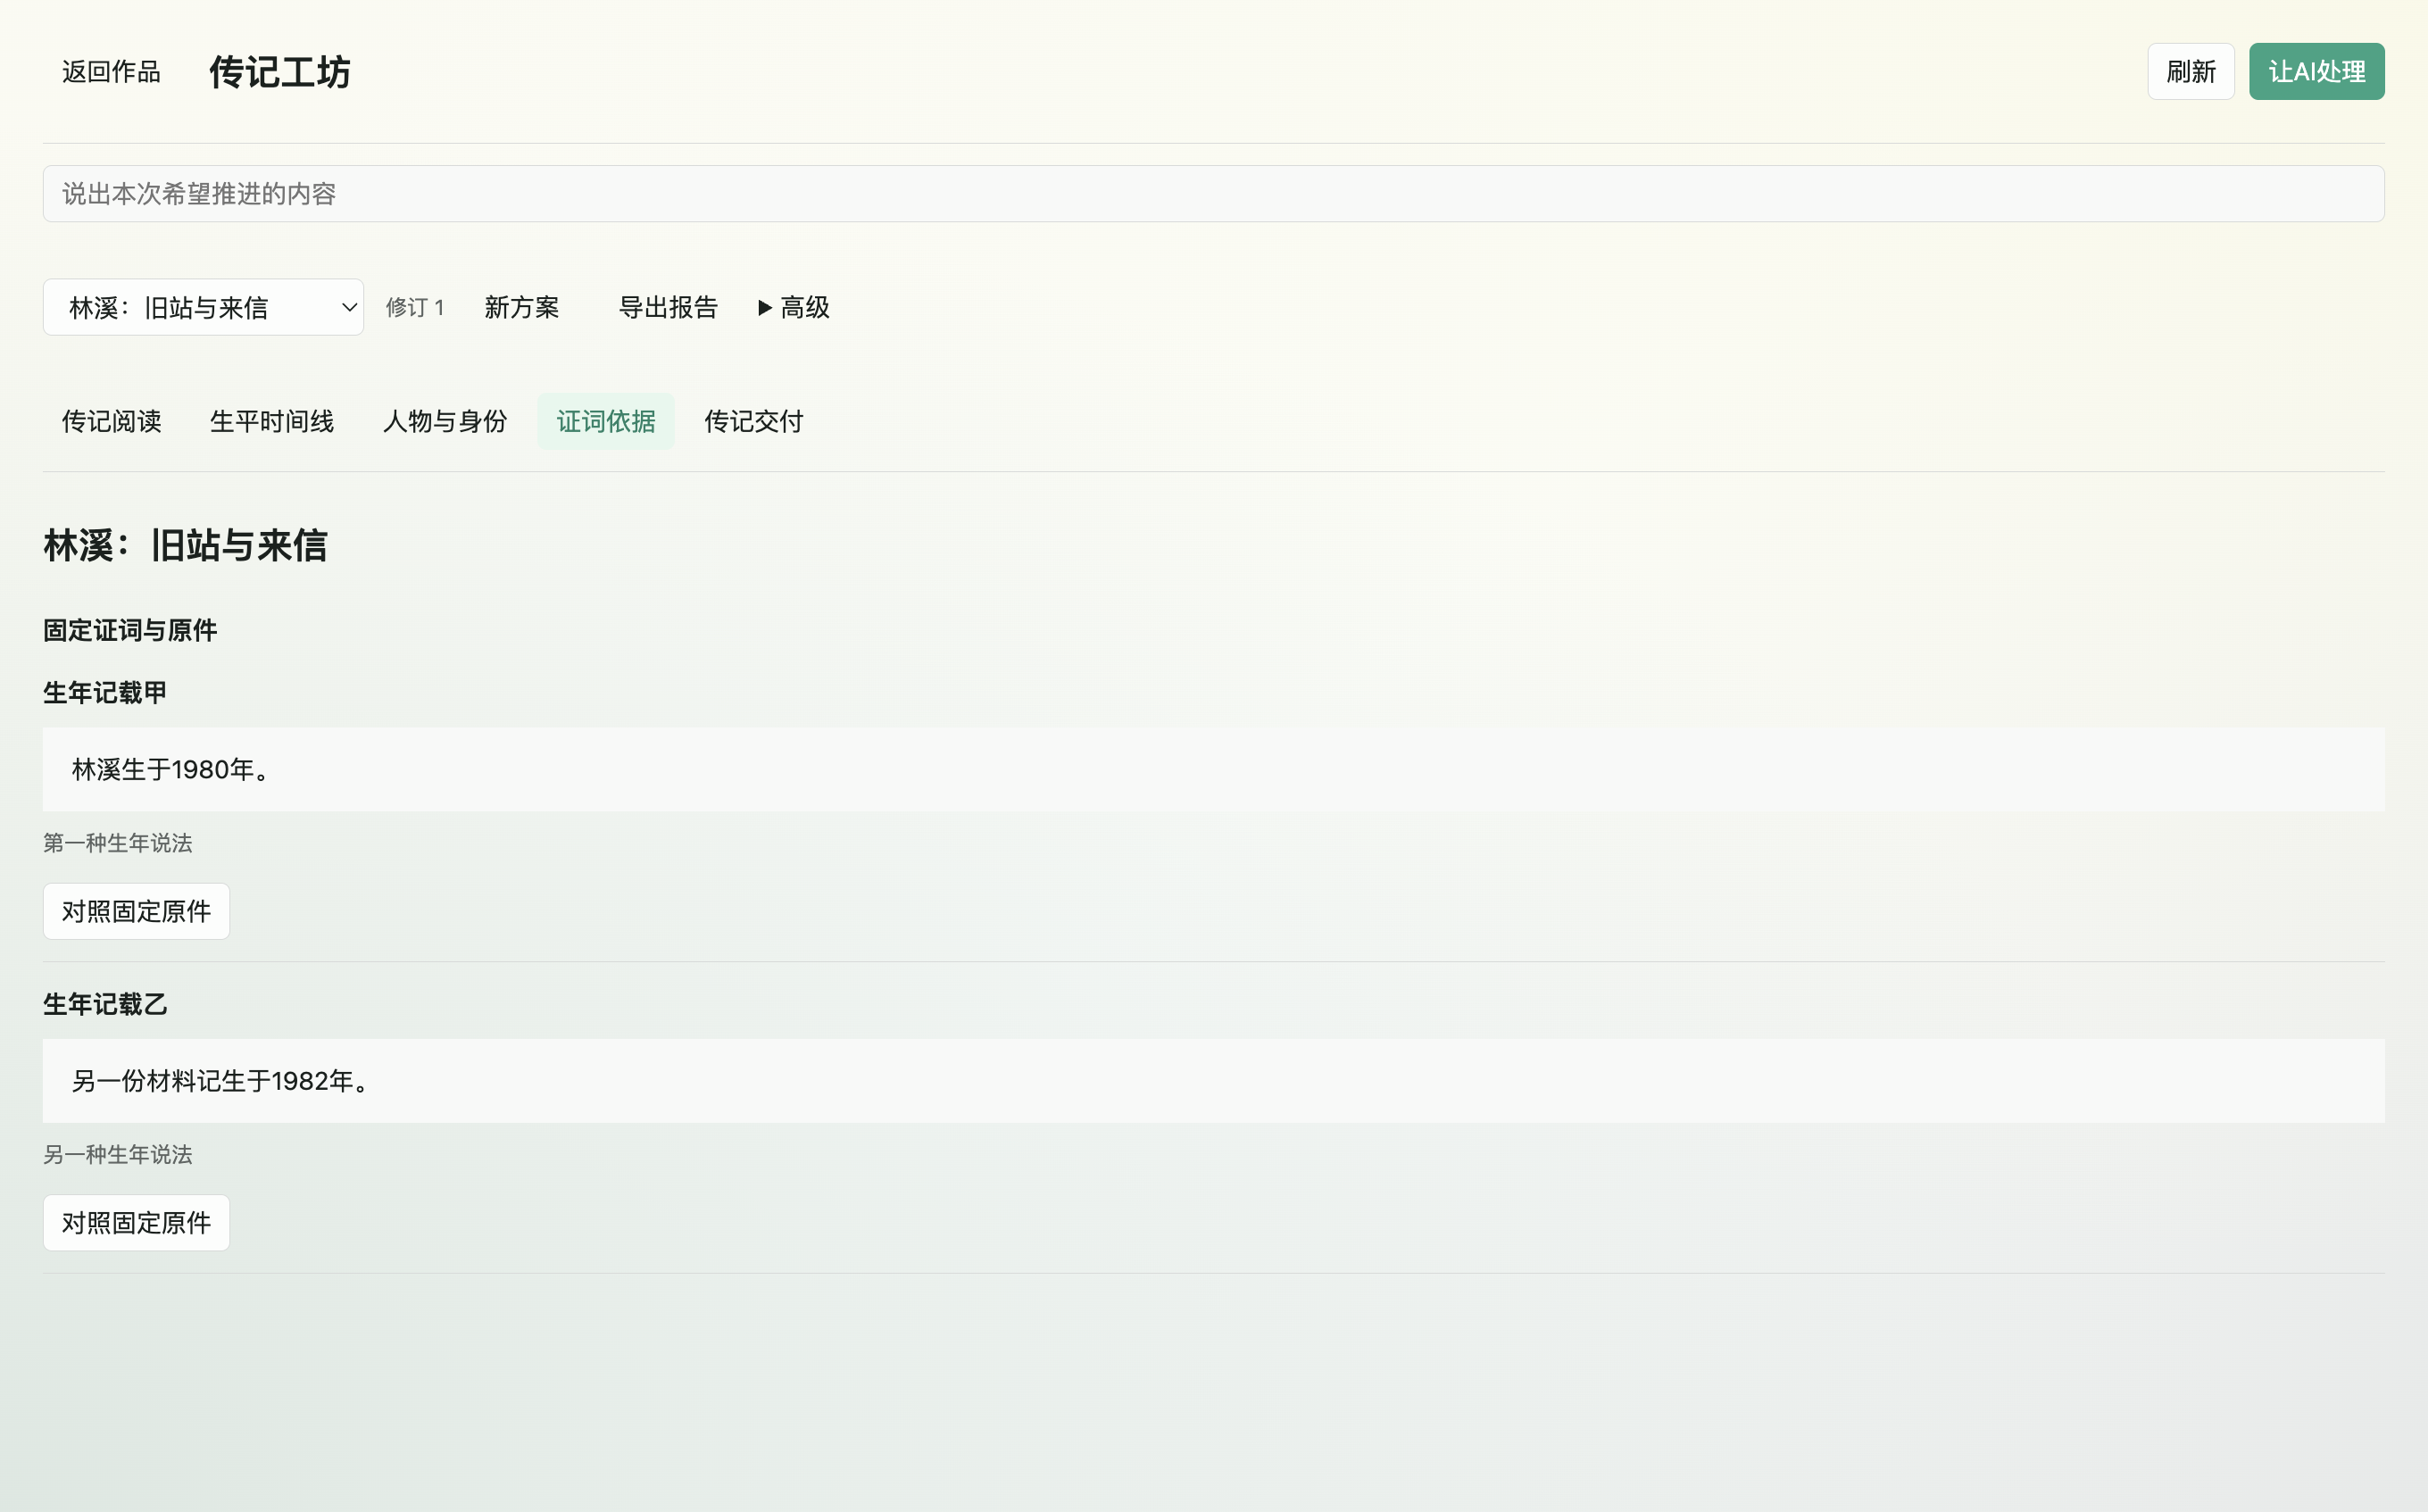 返回作品 传记工坊 刷新 让AI处理
说出本次希望推进的内容
林溪：旧站与来信 修订 1 新方案 导出报告 ▶ 高级
传记阅读 生平时间线 人物与身份 证词依据 传记交付
林溪：旧站与来信
固定证词与原件
生年记载甲
林溪生于1980年。
第一种生年说法
对照固定原件
生年记载乙
另一份材料记生于1982年。
另一种生年说法
对照固定原件